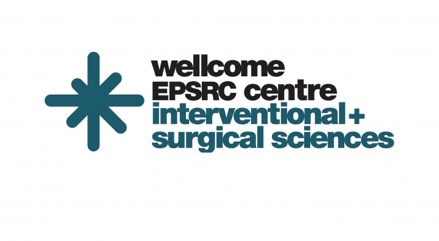 wellcome
EPSRC centre
interventional+
surgical sciences